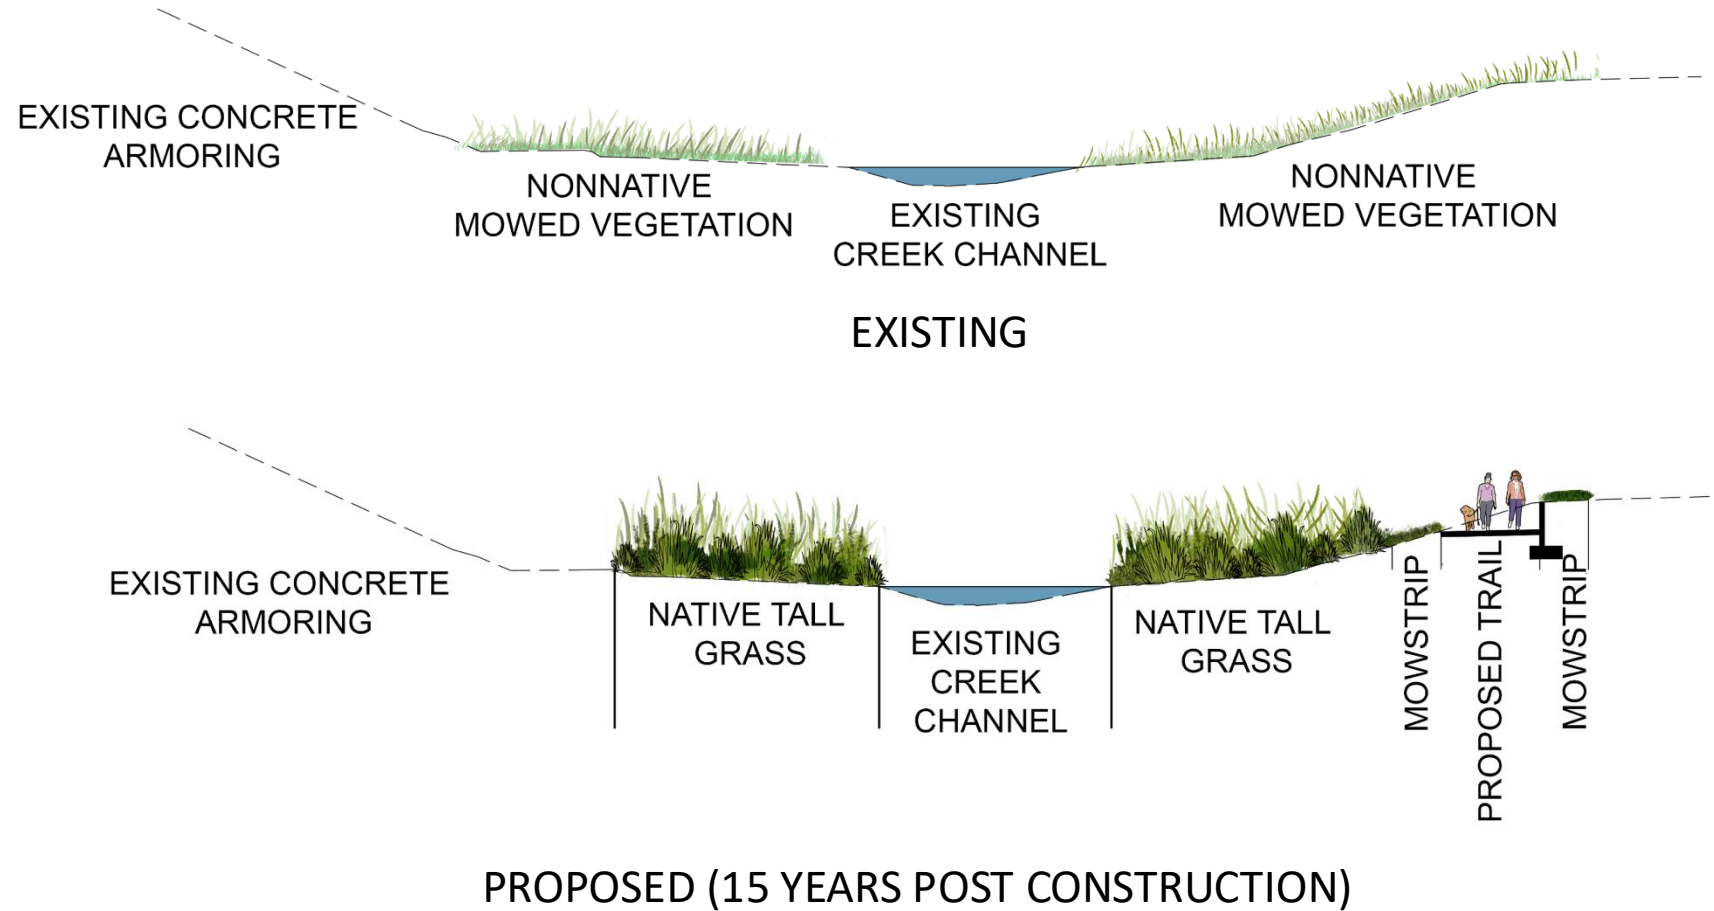 EXISTING CONCRETE
ARMORING
NONNATIVE
MOWED VEGETATION
EXISTING
CREEK CHANNEL
NONNATIVE
MOWED VEGETATION
EXISTING
EXISTING CONCRETE
ARMORING
NATIVE TALL
GRASS
EXISTING
CREEK
CHANNEL
NATIVE TALL
GRASS
MOWSTRIP
PROPOSED TRAIL
MOWSTRIP
PROPOSED (15 YEARS POST CONSTRUCTION)